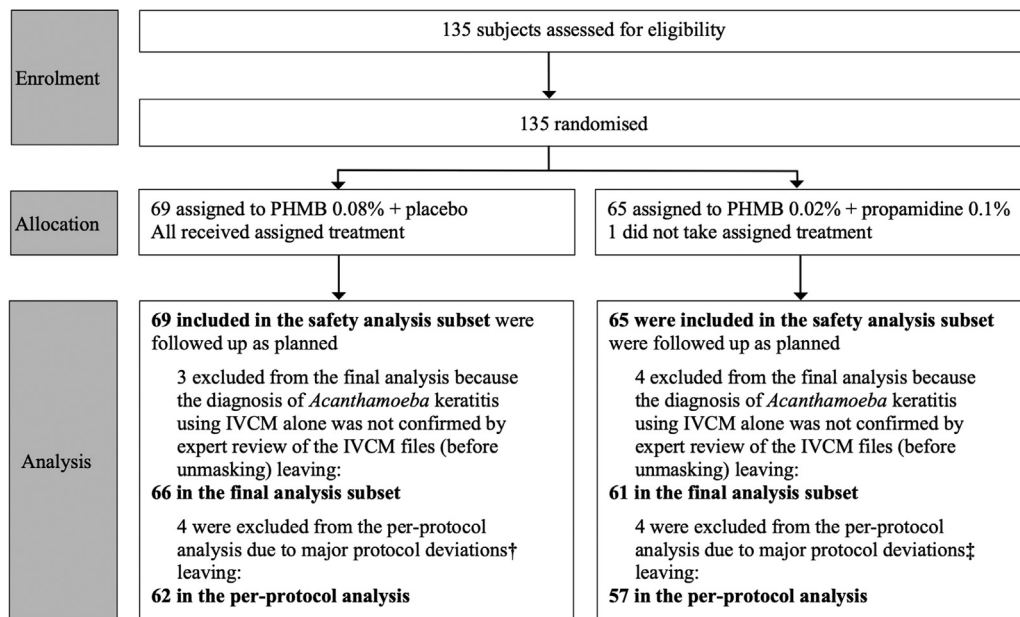 Enrolment
135 subjects assessed for eligibility
135 randomised
Allocation
69 assigned to PHMB 0.08% + placebo
All received assigned treatment
65 assigned to PHMB 0.02% + propamidine 0.1%
1 did not take assigned treatment
Analysis
69 included in the safety analysis subset were
followed up as planned
3 excluded from the final analysis because
the diagnosis of Acanthamoeba keratitis
using IVCM alone was not confirmed by
expert review of the IVCM files (before
unmasking) leaving:
66 in the final analysis subset
4 were excluded from the per-protocol
analysis due to major protocol deviations†
leaving:
62 in the per-protocol analysis
65 were included in the safety analysis subset
were followed up as planned
4 excluded from the final analysis because
the diagnosis of Acanthamoeba keratitis
using IVCM alone was not confirmed by
expert review of the IVCM files (before
unmasking) leaving:
61 in the final analysis subset
4 were excluded from the per-protocol
analysis due to major protocol deviations‡
leaving:
57 in the per-protocol analysis